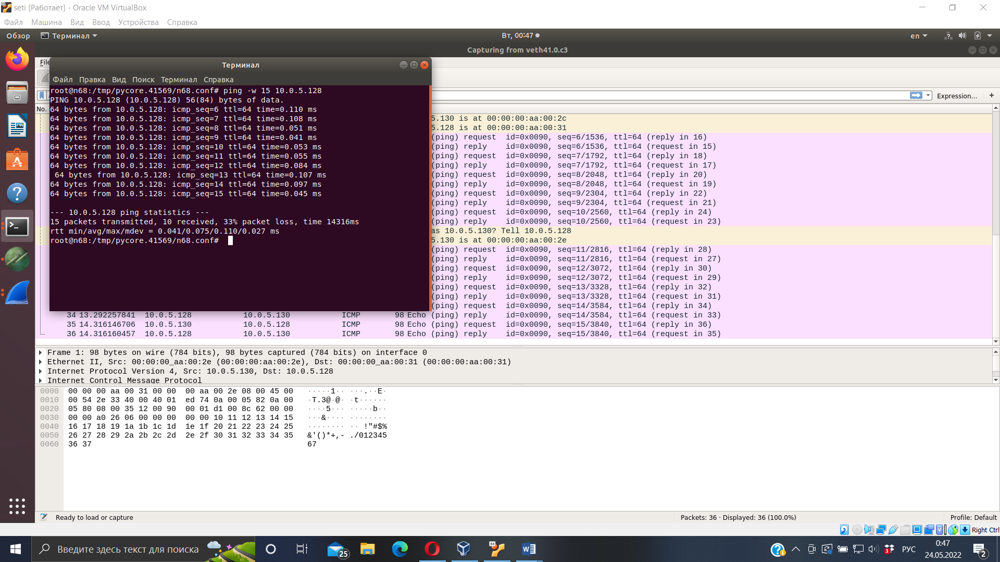 seti [Работает] - Oracle VM VirtualBox
Файл Машина Вид Ввод Устройства Справка
Обзор Терминал Вт, 00:47 en
Capturing from veth41.0.c3
File
Терминал
Файл Правка Вид Поиск Терминал Справка
Expression... +
No.
root@n68:/tmp/pycore.41569/n68.conf# ping -w 15 10.0.5.128
PING 10.0.5.128 (10.0.5.128) 56(84) bytes of data.
64 bytes from 10.0.5.128: icmp_seq=6 ttl=64 time=0.110 ms
64 bytes from 10.0.5.128: icmp_seq=7 ttl=64 time=0.108 ms
64 bytes from 10.0.5.128: icmp_seq=8 ttl=64 time=0.051 ms
64 bytes from 10.0.5.128: icmp_seq=9 ttl=64 time=0.041 ms
64 bytes from 10.0.5.128: icmp_seq=10 ttl=64 time=0.053 ms
64 bytes from 10.0.5.128: icmp_seq=11 ttl=64 time=0.055 ms
64 bytes from 10.0.5.128: icmp_seq=12 ttl=64 time=0.084 ms
64 bytes from 10.0.5.128: icmp_seq=13 ttl=64 time=0.107 ms
64 bytes from 10.0.5.128: icmp_seq=14 ttl=64 time=0.097 ms
64 bytes from 10.0.5.128: icmp_seq=15 ttl=64 time=0.045 ms
--- 10.0.5.128 ping statistics ---
15 packets transmitted, 10 received, 33% packet loss, time 14316ms
rtt min/avg/max/mdev = 0.041/0.075/0.110/0.027 ms
root@n68:/tmp/pycore.41569/n68.conf#
5.130 is at 00:00:00:aa:00:2c
5.128 is at 00:00:00:aa:00:31
(ping) request id=0x0090, seq=6/1536, ttl=64 (reply in 16)
(ping) reply id=0x0090, seq=6/1536, ttl=64 (request in 15)
(ping) request id=0x0090, seq=7/1792, ttl=64 (reply in 18)
(ping) reply id=0x0090, seq=7/1792, ttl=64 (request in 17)
(ping) request id=0x0090, seq=8/2048, ttl=64 (reply in 20)
(ping) reply id=0x0090, seq=8/2048, ttl=64 (request in 19)
(ping) request id=0x0090, seq=9/2304, ttl=64 (reply in 22)
(ping) reply id=0x0090, seq=9/2304, ttl=64 (request in 21)
(ping) request id=0x0090, seq=10/2560, ttl=64 (reply in 24)
(ping) reply id=0x0090, seq=10/2560, ttl=64 (request in 23)
as 10.0.5.130? Tell 10.0.5.128
5.130 is at 00:00:00:aa:00:2e
(ping) request id=0x0090, seq=11/2816, ttl=64 (reply in 28)
(ping) reply id=0x0090, seq=11/2816, ttl=64 (request in 27)
(ping) request id=0x0090, seq=12/3072, ttl=64 (reply in 30)
(ping) reply id=0x0090, seq=12/3072, ttl=64 (request in 29)
(ping) request id=0x0090, seq=13/3328, ttl=64 (reply in 32)
(ping) reply id=0x0090, seq=13/3328, ttl=64 (request in 31)
(ping) request id=0x0090, seq=14/3584, ttl=64 (reply in 34)
34 13.292257841 10.0.5.128 10.0.5.130 ICMP 98 Echo (ping) reply id=0x0090, seq=14/3584, ttl=64 (request in 33)
35 14.316146706 10.0.5.130 10.0.5.128 ICMP 98 Echo (ping) request id=0x0090, seq=15/3840, ttl=64 (reply in 36)
36 14.316160457 10.0.5.128 10.0.5.130 ICMP 98 Echo (ping) reply id=0x0090, seq=15/3840, ttl=64 (request in 35)
Frame 1: 98 bytes on wire (784 bits), 98 bytes captured (784 bits) on interface 0
Ethernet II, Src: 00:00:00_aa:00:2e (00:00:00:aa:00:2e), Dst: 00:00:00_aa:00:31 (00:00:00:aa:00:31)
Internet Protocol Version 4, Src: 10.0.5.130, Dst: 10.0.5.128
Internet Control Message Protocol
0000 00 00 00 aa 00 31 00 00 00 aa 00 2e 08 00 45 00 ·····1·· ···.··E·
0010 00 54 2e 33 40 00 40 01 ed 74 0a 00 05 82 0a 00 ·T.3@·@· ·t······
0020 05 80 08 00 35 12 00 90 00 01 d1 00 8c 62 00 00 ····5··· ·····b··
0030 00 00 a0 26 06 00 00 00 00 00 10 11 12 13 14 15 ···&···· ········
0040 16 17 18 19 1a 1b 1c 1d 1e 1f 20 21 22 23 24 25 ········ ·· !"#$%
0050 26 27 28 29 2a 2b 2c 2d 2e 2f 30 31 32 33 34 35 &'()*+,- ./012345
0060 36 37 67
Ready to load or capture Packets: 36 · Displayed: 36 (100.0%) Profile: Default
Right Ctrl
Введите здесь текст для поиска 25 РУС 0:47
24.05.2022 2